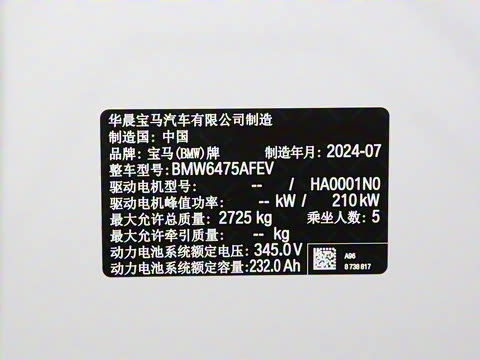 华晨宝马汽车有限公司制造
制造国: 中国
品牌: 宝马(BMW)牌 制造年月: 2024-07
整车型号:BMW6475AFEV
驱动电机型号: -- / HA0001N0
驱动电机峰值功率: -- kW / 210 kW
最大允许总质量: 2725 kg 乘坐人数: 5
最大允许牵引质量: -- kg
动力电池系统额定电压: 345.0 V
动力电池系统额定容量:232.0 Ah
A96
8 738 817